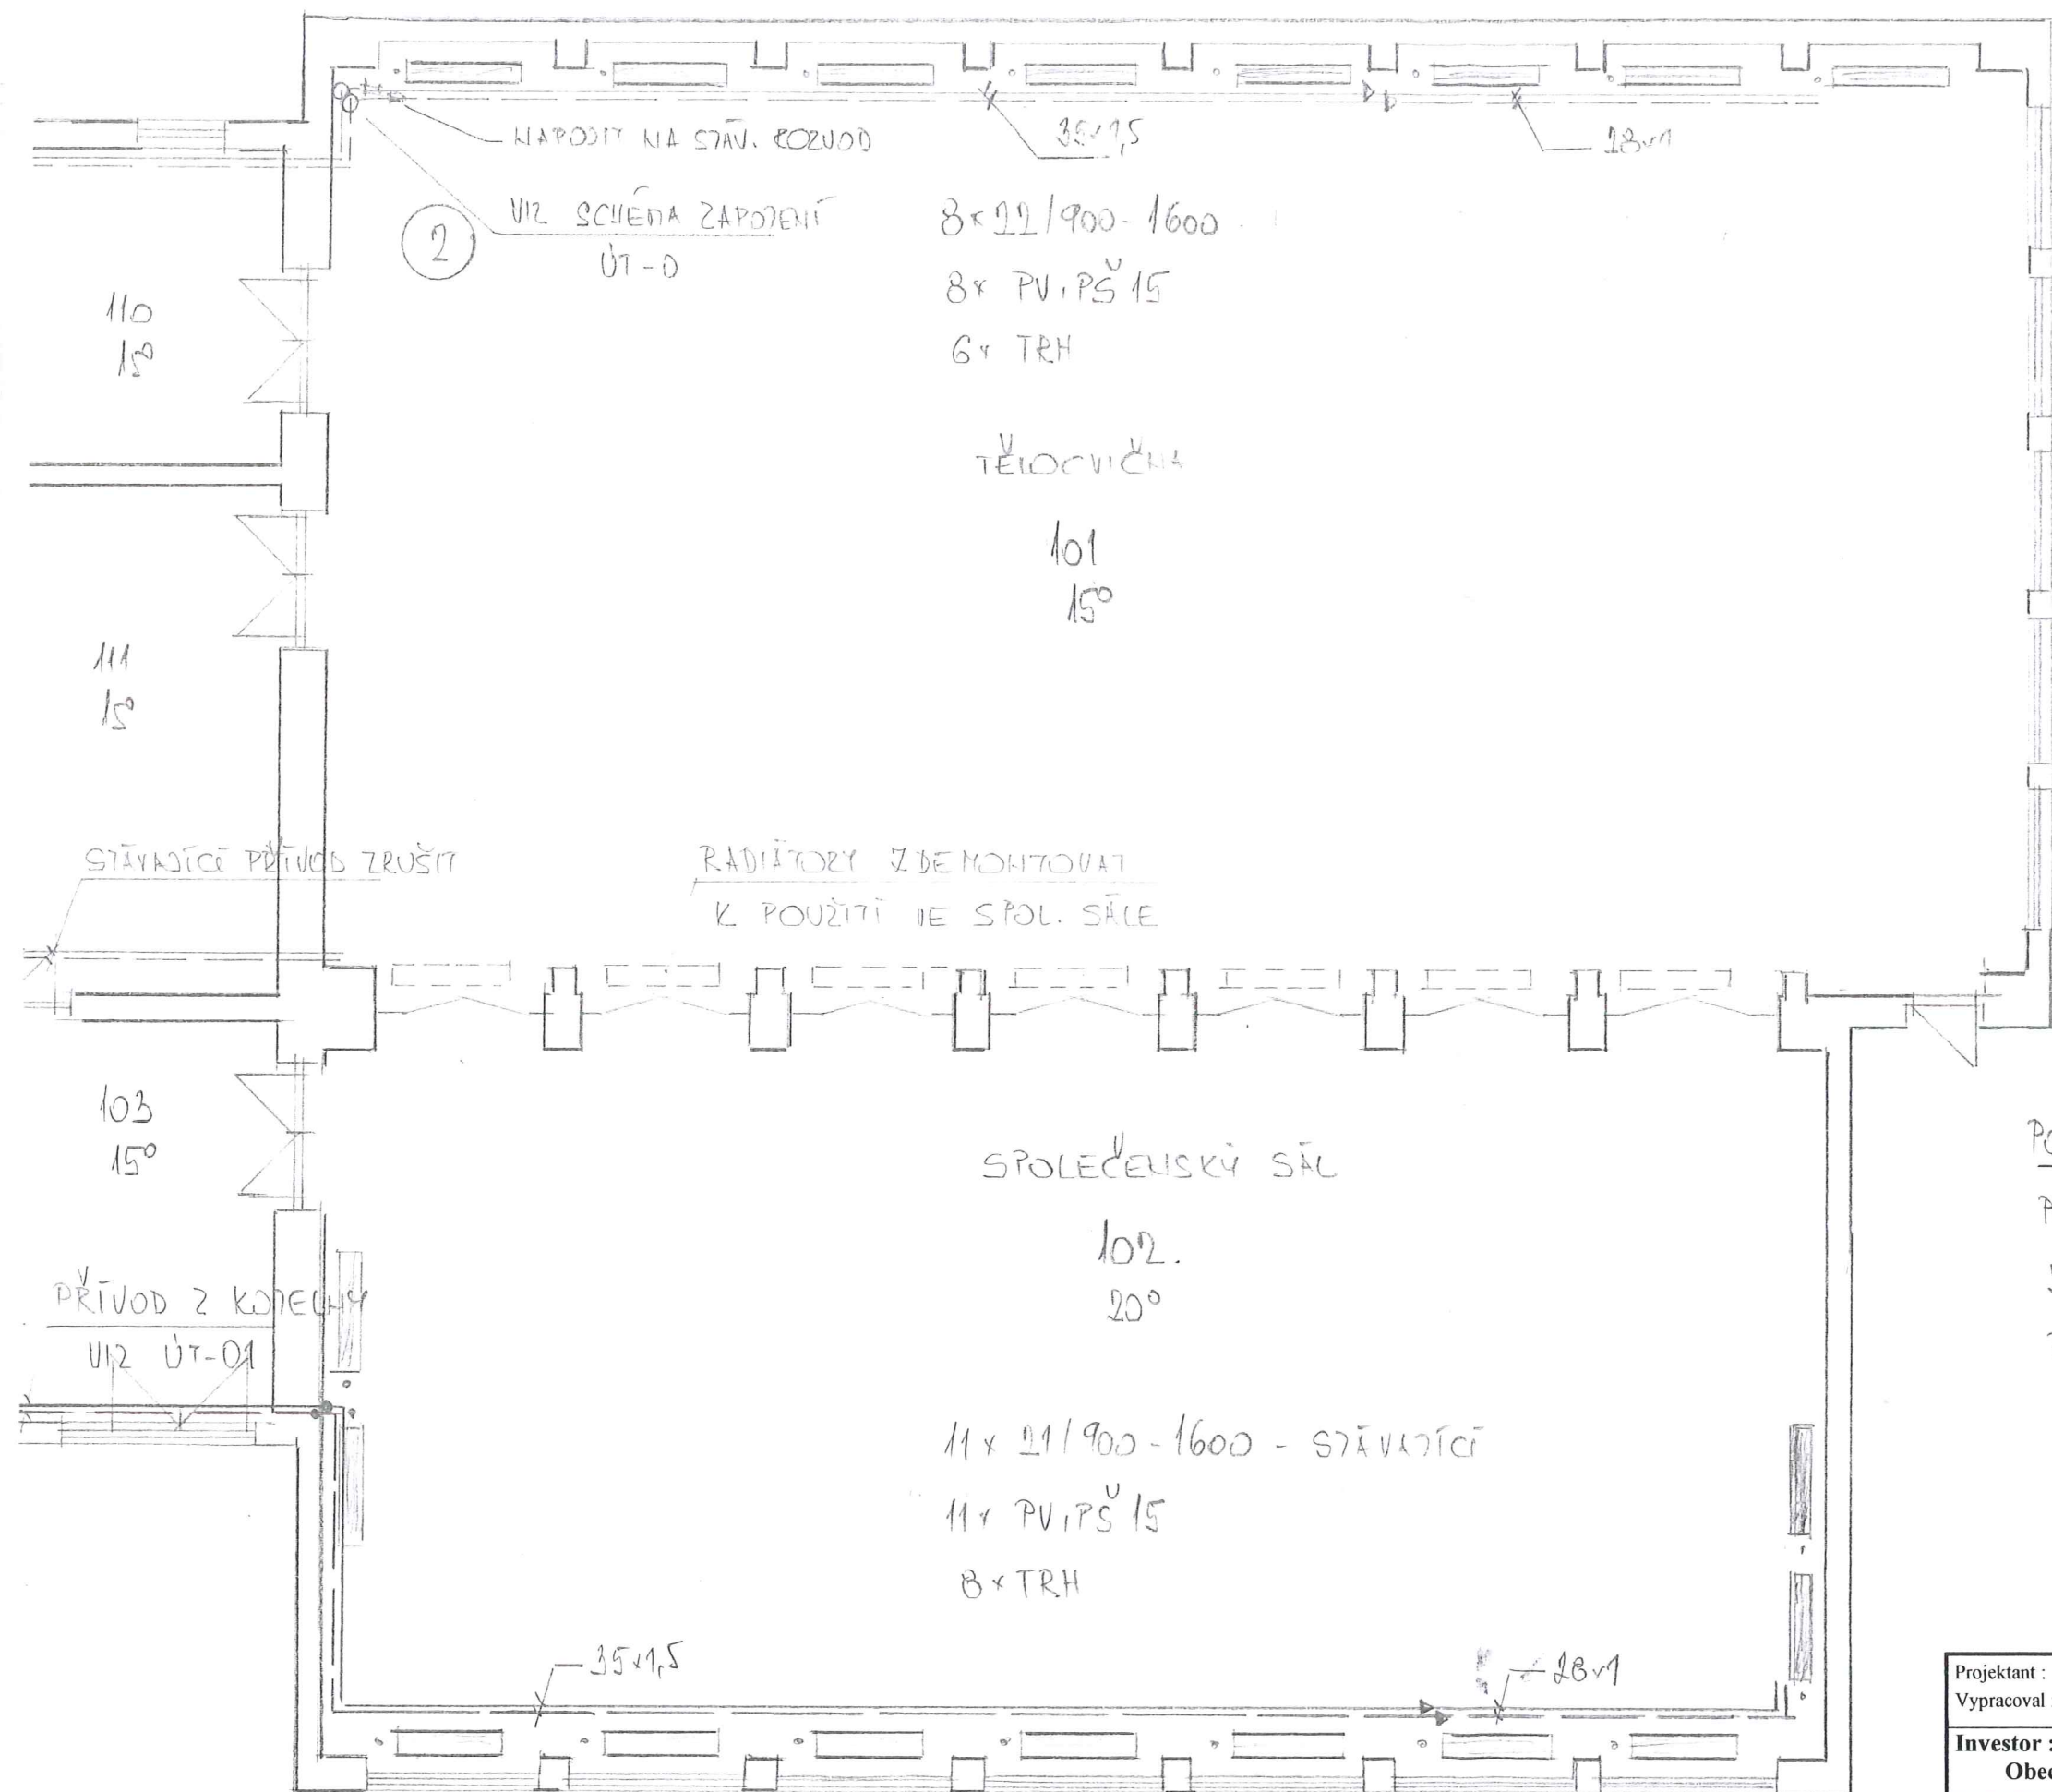 NAPOJIT NA STÁV. ROZVOD
35x1,5
28x1
VIZ SCHÉMA ZAPOJENÍ
ÚT-0
2
8x 22/900-1600
8x PV,PŠ 15
6x TRH
110
15°
TĚLOCVIČNA
101
15°
111
15°
STÁVAJÍCÍ PŘÍVOD ZRUŠIT
RADIÁTORY ZDEMONTOVAT
K POUŽITÍ VE SPOL. SÁLE
103
15°
SPOLEČENSKÝ SÁL
102.
20°
PŘÍVOD Z KOTELNY
VIZ ÚT-01
11x 21/900-1600 - STÁVAJÍCÍ
11x PV,PŠ 15
8x TRH
35x1,5
28x1
Projektant :
Vypracoval
Investor :